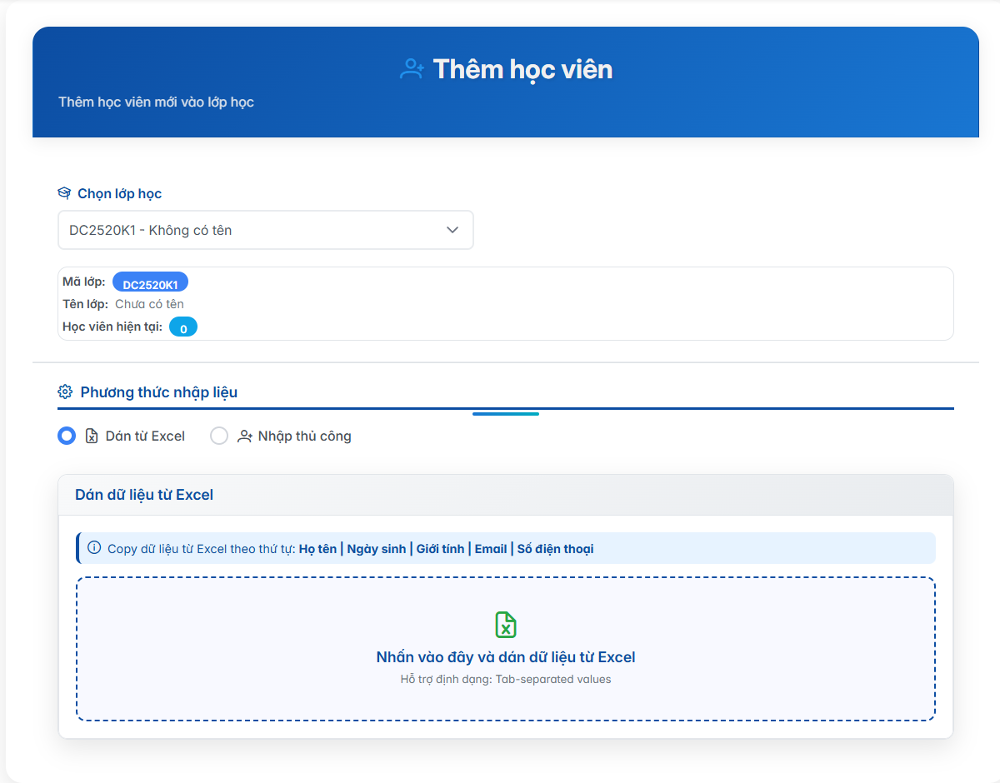 Thêm học viên
Thêm học viên mới vào lớp học
Chọn lớp học
DC2520K1 - Không có tên
Mã lớp: DC2520K1
Tên lớp: Chưa có tên
Học viên hiện tại: 0
Phương thức nhập liệu
Dán từ Excel Nhập thủ công
Dán dữ liệu từ Excel
Copy dữ liệu từ Excel theo thứ tự: Họ tên | Ngày sinh | Giới tính | Email | Số điện thoại
Nhấn vào đây và dán dữ liệu từ Excel
Hỗ trợ định dạng: Tab-separated values